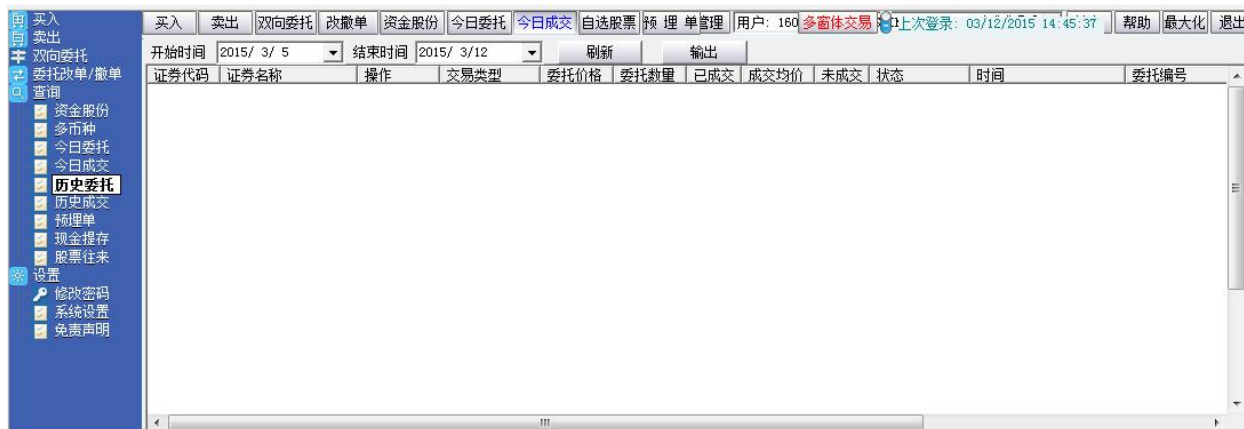 买入
卖出
双向委托
委托改单/撤单
查询
资金股份
多币种
今日委托
今日成交
历史委托
历史成交
预埋单
现金提存
股票往来
设置
修改密码
系统设置
免责声明
买入 卖出 双向委托 改撤单 资金股份 今日委托 今日成交 自选股票 预 埋 单管理 用户: 160 多窗体交易 上次登录: 03/12/2015 14:45:37 帮助 最大化 退出
开始时间 2015/ 3/ 5 结束时间 2015/ 3/12 刷新 输出
证券代码 证券名称 操作 交易类型 委托价格 委托数量 已成交 成交均价 未成交 状态 时间 委托编号